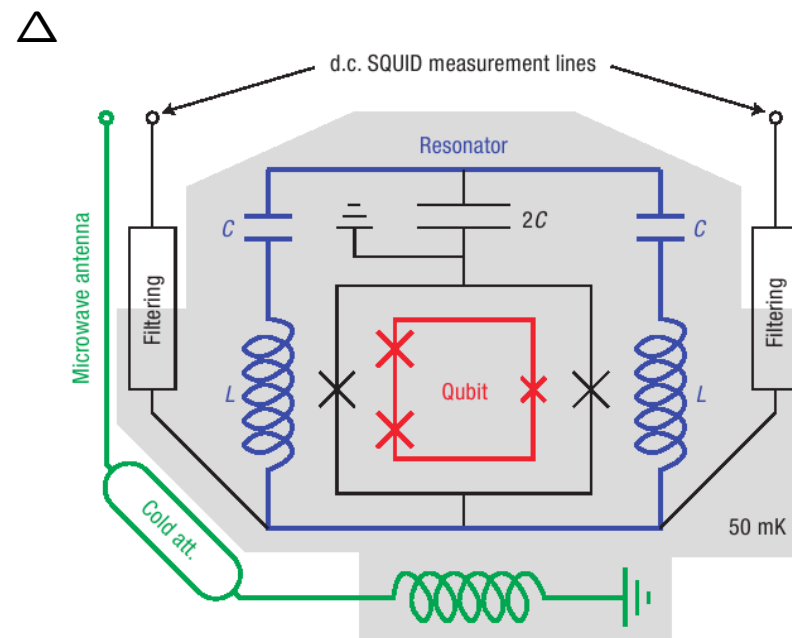 △
d.c. SQUID measurement lines
Resonator
C
2C
C
Microwave antenna
Filtering
Filtering
L
Qubit
L
Cold att.
50 mK